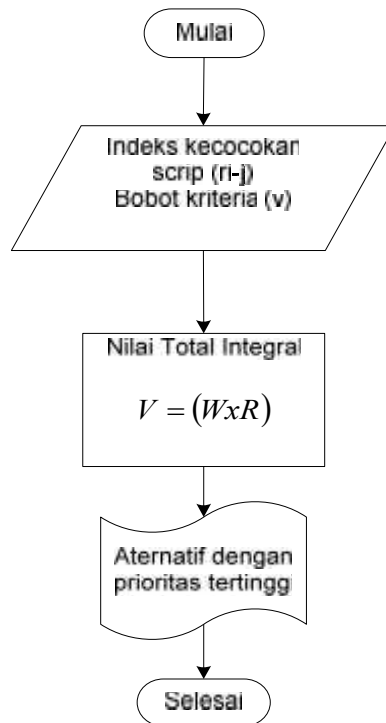 Mulai
Indeks kecocokan
scrip (ri-j)
Bobot kriteria (v)
Nilai Total Integral
V = (WxR)
Aternatif dengan
prioritas tertinggi
Selesai